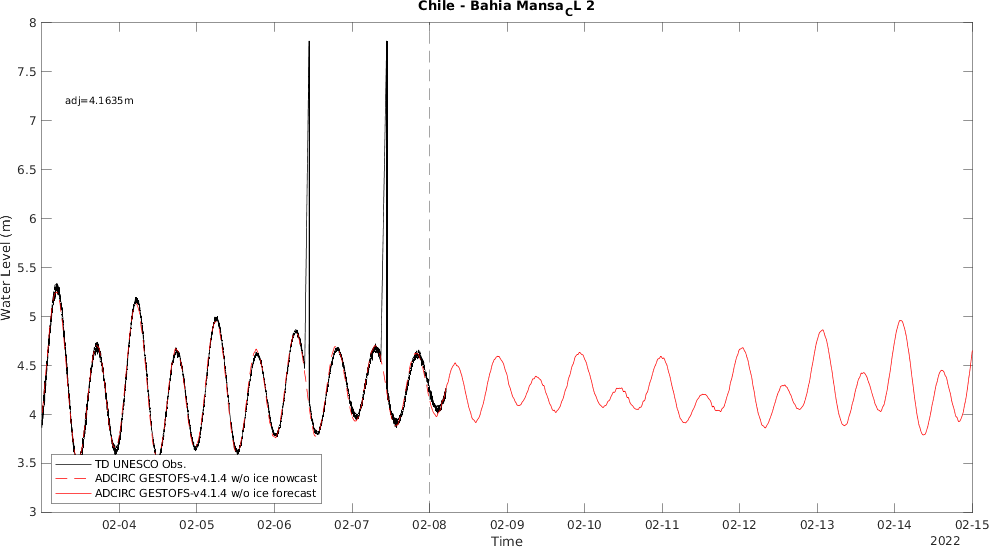 Chile - Bahia MansaCL 2
8
7.5
adj=4.1635m
7
6.5
6
5.5
5
4.5
4
3.5
3
Water Level (m)
TD UNESCO Obs.
ADCIRC GESTOFS-v4.1.4 w/o ice nowcast
ADCIRC GESTOFS-v4.1.4 w/o ice forecast
02-04 02-05 02-06 02-07 02-08 02-09 02-10 02-11 02-12 02-13 02-14 02-15
Time
2022